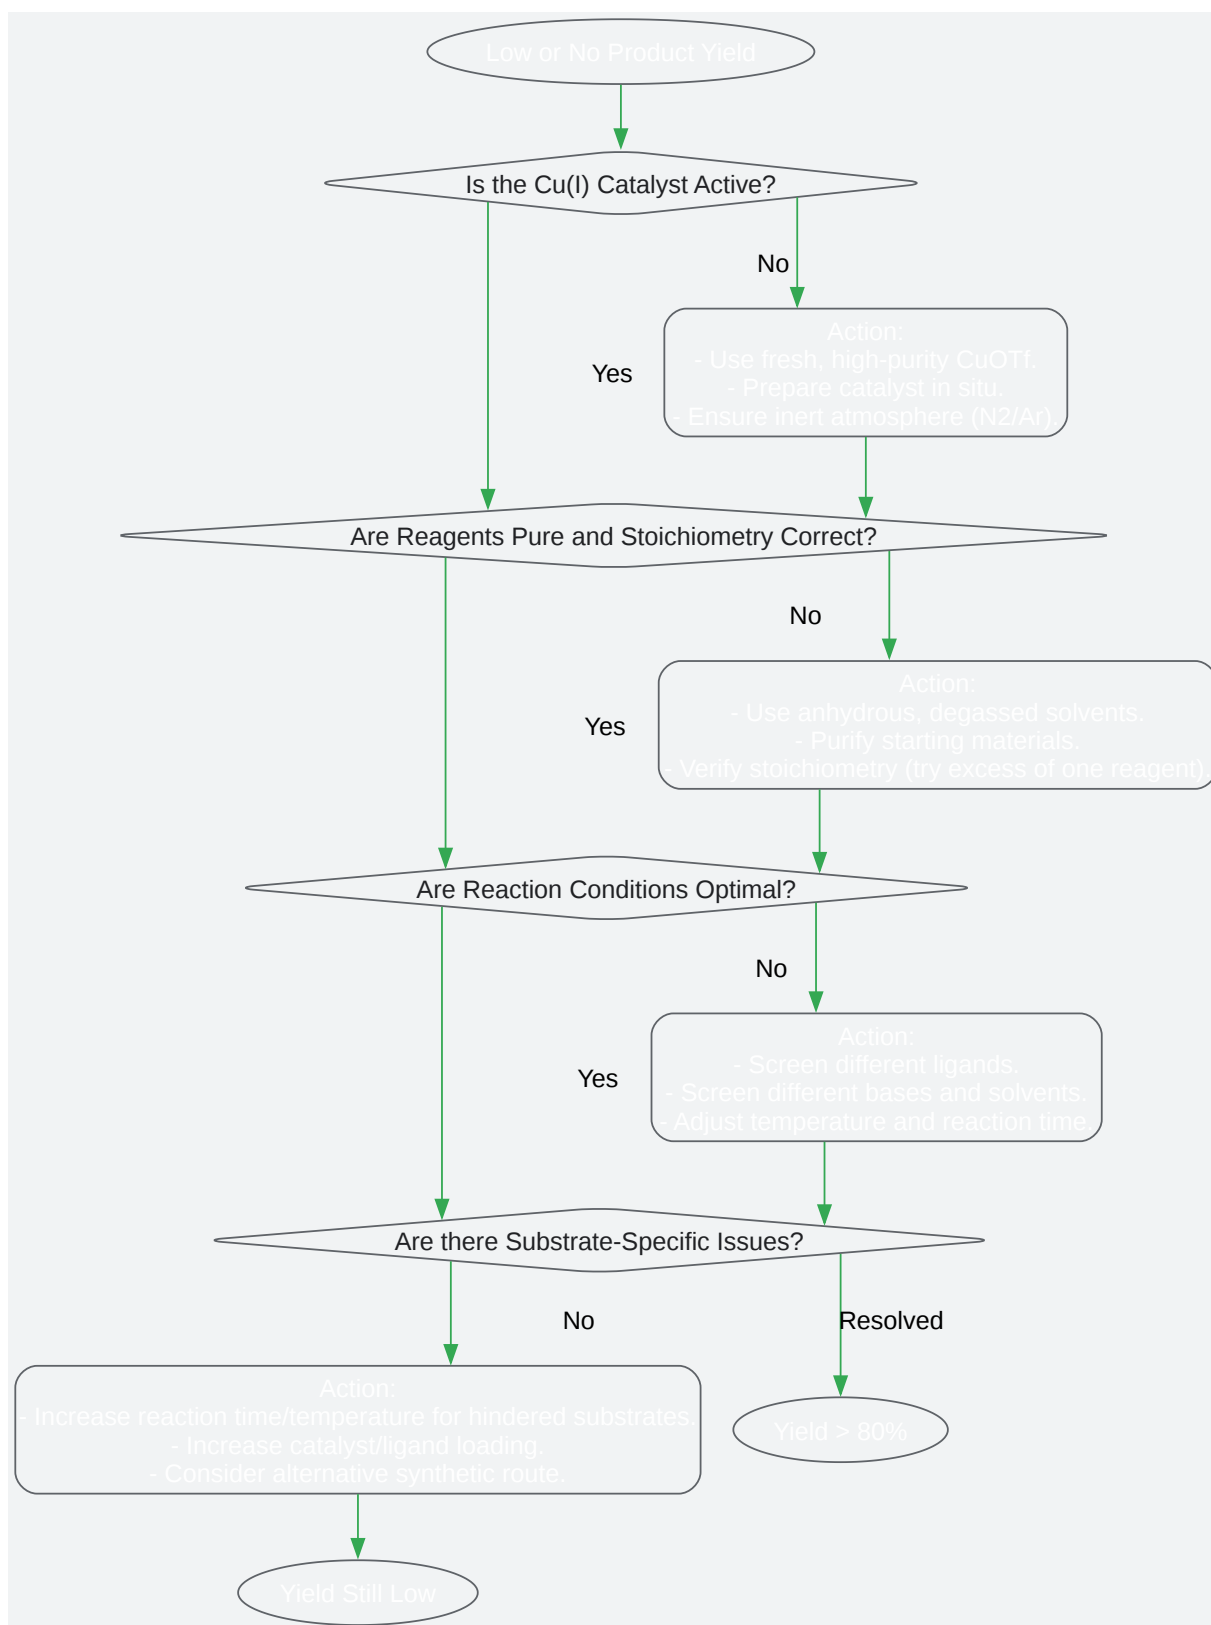 Low or No Product Yield
Is the Cu(I) Catalyst Active?
No
Action:
- Use fresh, high-purity CuOTf.
- Prepare catalyst in situ.
- Ensure inert atmosphere (N2/Ar).
Yes
Are Reagents Pure and Stoichiometry Correct?
No
Action:
- Use anhydrous, degassed solvents.
- Purify starting materials.
- Verify stoichiometry (try excess of one reagent).
Yes
Are Reaction Conditions Optimal?
No
Action:
- Screen different ligands.
- Screen different bases and solvents.
- Adjust temperature and reaction time.
Yes
Are there Substrate-Specific Issues?
No
Resolved
Action:
- Increase reaction time/temperature for hindered substrates.
- Increase catalyst/ligand loading.
- Consider alternative synthetic route.
Yield > 80%
Yield Still Low